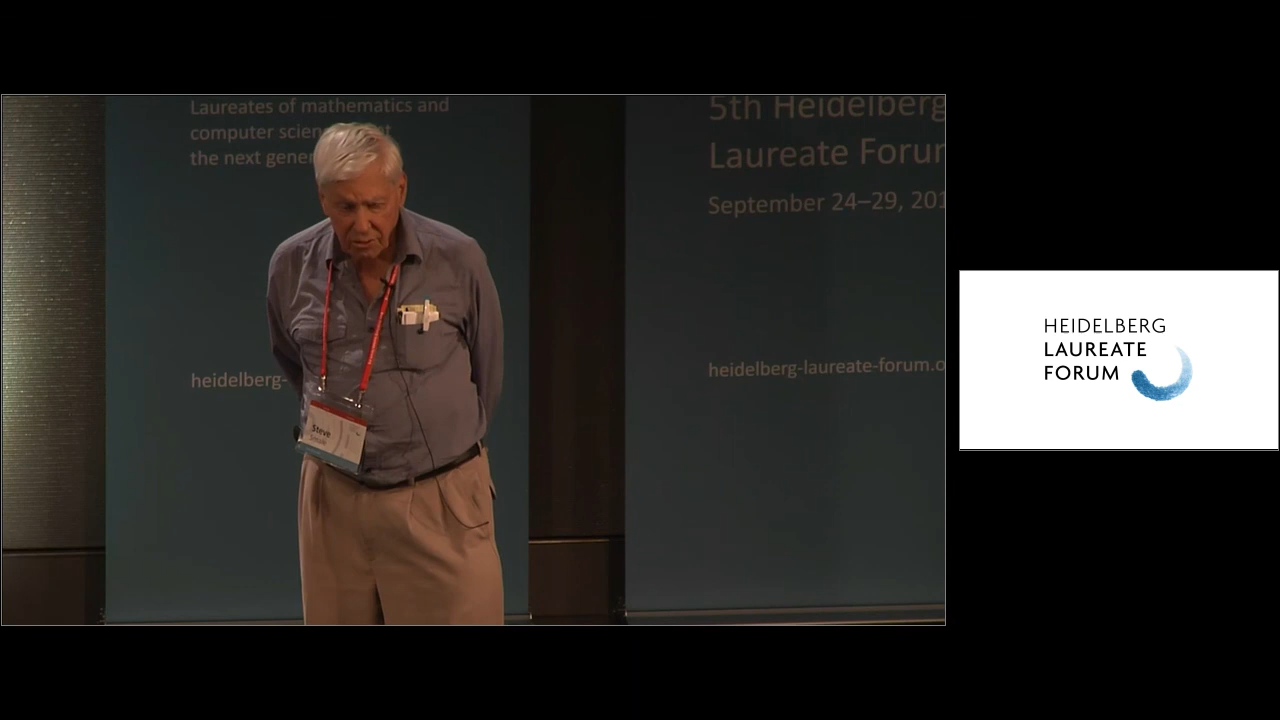 Laureates of mathematics and
computer scien
the next gener
heidelberg-
Steve
Smale
5th Heidelberg
Laureate Forum
September 24–29, 201
heidelberg-laureate-forum.o
HEIDELBERG
LAUREATE
FORUM